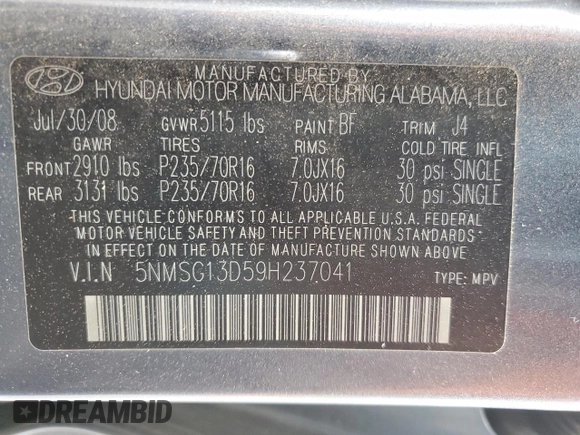 MANUFACTURED BY
HYUNDAI MOTOR MANUFACTURING ALABAMA, LLC
Jul/30/08 GVWR 5115 lbs PAINT BF TRIM J4
GAWR TIRES RIMS COLD TIRE INFL
FRONT 2910 lbs P235/70R16 7.0JX16 30 psi SINGLE
REAR 3131 lbs P235/70R16 7.0JX16 30 psi SINGLE
THIS VEHICLE CONFORMS TO ALL APPLICABLE U.S.A. FEDERAL
MOTOR VEHICLE SAFETY AND THEFT PREVENTION STANDARDS
IN EFFECT ON THE DATE OF MANUFACTURE SHOWN ABOVE.
V.I.N 5NMSG13D59H237041 TYPE: MPV
DREAMBID